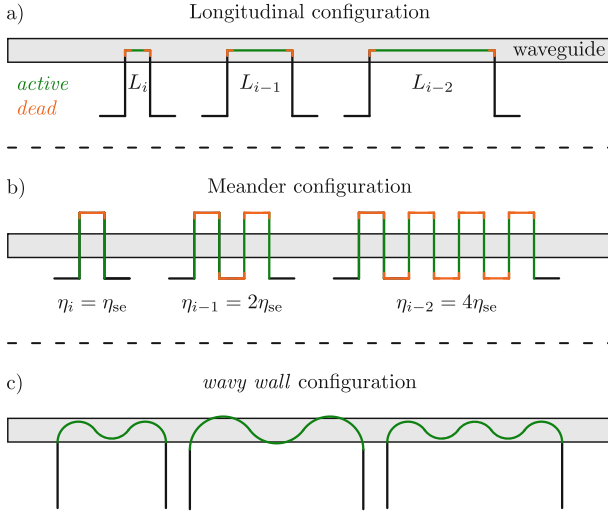 a) Longitudinal configuration
waveguide
active
dead
L_i L_{i−1} L_{i−2}
b) Meander configuration
η_i = η_se η_{i−1} = 2η_se η_{i−2} = 4η_se
c) wavy wall configuration